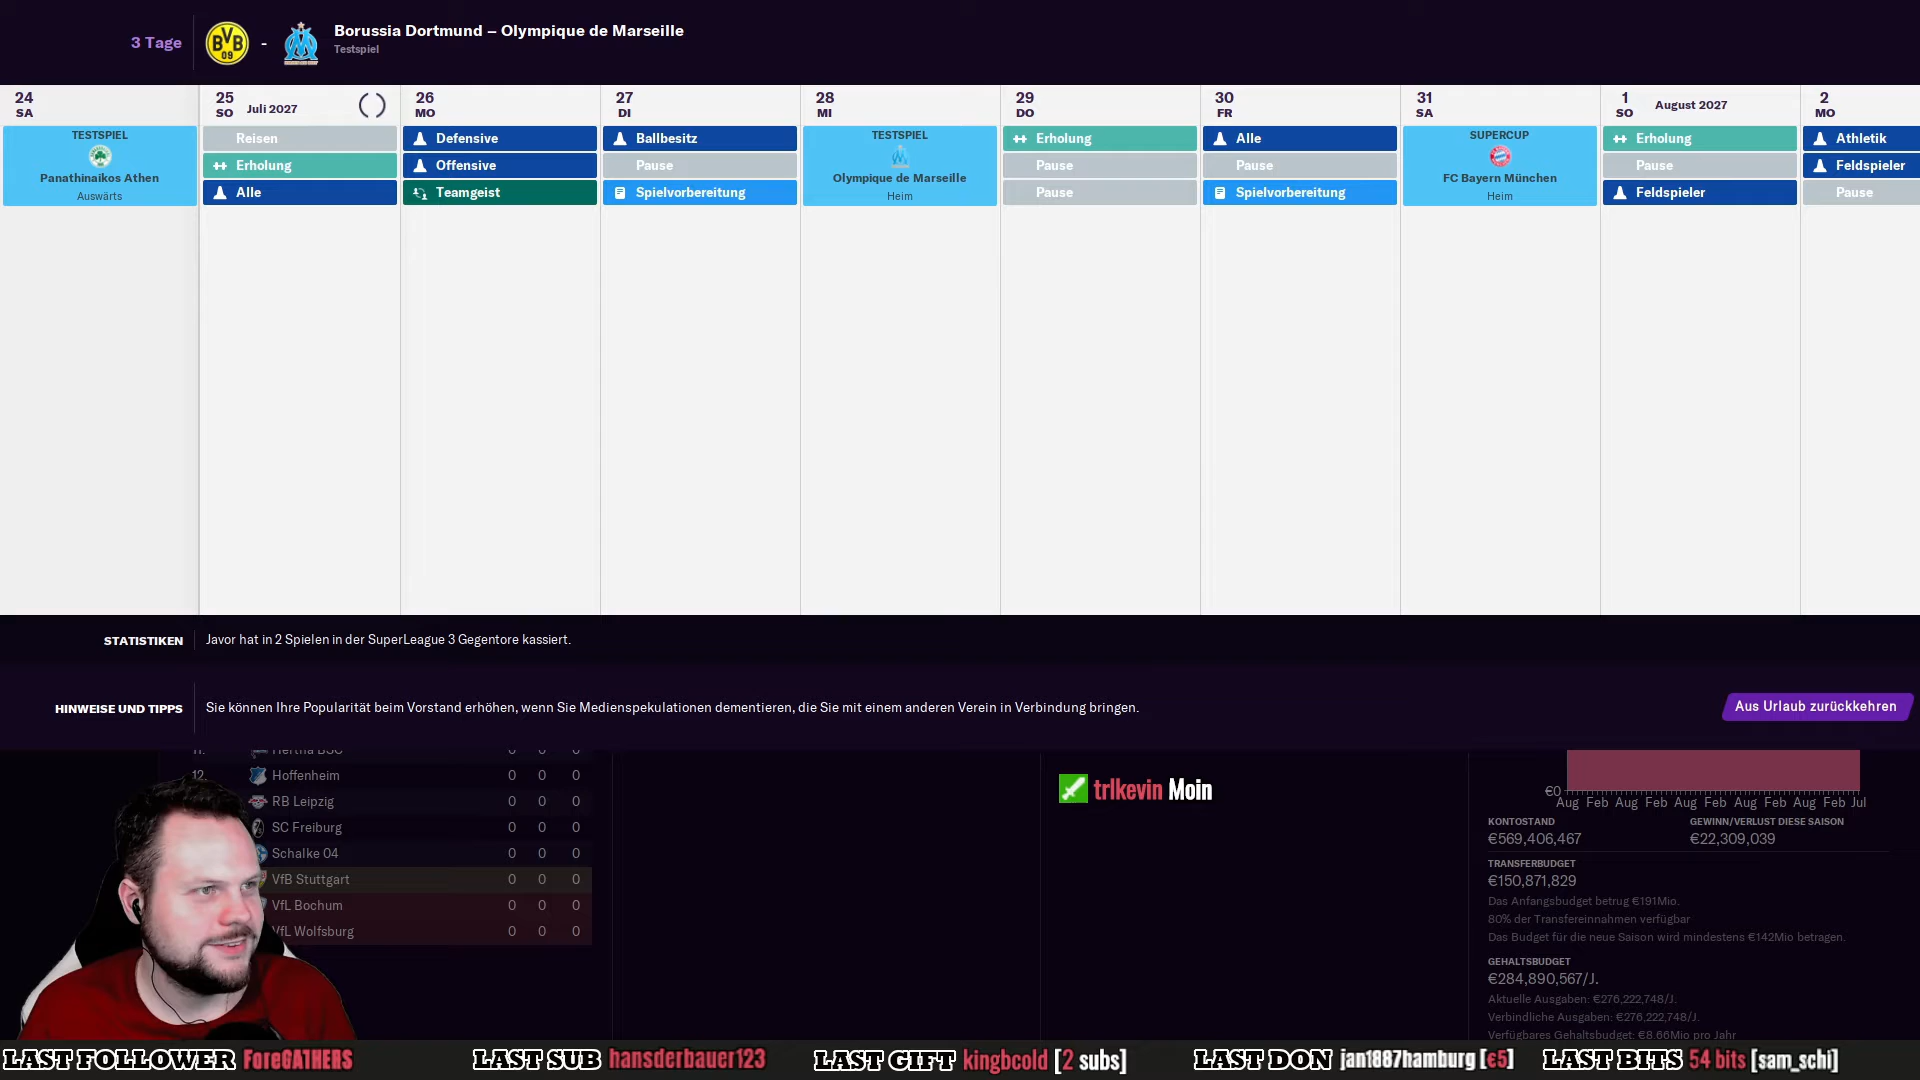 3 Tage
BVB 09
-
Borussia Dortmund – Olympique de Marseille
Testspiel
24 SA
25 SO Juli 2027
26 MO
27 DI
28 MI
29 DO
30 FR
31 SA
1 SO August 2027
2 MO
TESTSPIEL
Panathinaikos Athen
Auswärts
Reisen
Erholung
Alle
Defensive
Offensive
Teamgeist
Ballbesitz
Pause
Spielvorbereitung
TESTSPIEL
Olympique de Marseille
Heim
Erholung
Pause
Pause
Alle
Pause
Spielvorbereitung
SUPERCUP
FC Bayern München
Heim
Erholung
Pause
Feldspieler
Athletik
Feldspieler
Pause
STATISTIKEN Javor hat in 2 Spielen in der SuperLeague 3 Gegentore kassiert.
HINWEISE UND TIPPS Sie können Ihre Popularität beim Vorstand erhöhen, wenn Sie Medienspekulationen dementieren, die Sie mit einem anderen Verein in Verbindung bringen.
Aus Urlaub zurückkehren
11. Hertha BSC 0 0 0
12. Hoffenheim 0 0 0
RB Leipzig 0 0 0
SC Freiburg 0 0 0
Schalke 04 0 0 0
VfB Stuttgart 0 0 0
VfL Bochum 0 0 0
VfL Wolfsburg 0 0 0
trlkevin Moin
€0
Aug Feb Aug Feb Aug Feb Aug Feb Aug Feb Jul
KONTOSTAND
€569,406,467
GEWINN/VERLUST DIESE SAISON
€22,309,039
TRANSFERBUDGET
€150,871,829
Das Anfangsbudget betrug €191Mio.
80% der Transfereinnahmen verfügbar
Das Budget für die neue Saison wird mindestens €142Mio betragen.
GEHALTSBUDGET
€284,890,567/J.
Aktuelle Ausgaben: €276,222,748/J.
Verbindliche Ausgaben: €276,222,748/J.
Verfügbares Gehaltsbudget: €8.66Mio pro Jahr
LAST FOLLOWER ForeGATHERS
LAST SUB hansderbauer123
LAST GIFT kingbcold [2 subs]
LAST DON jan1887hamburg [€5]
LAST BITS 54 bits [sam_schi]